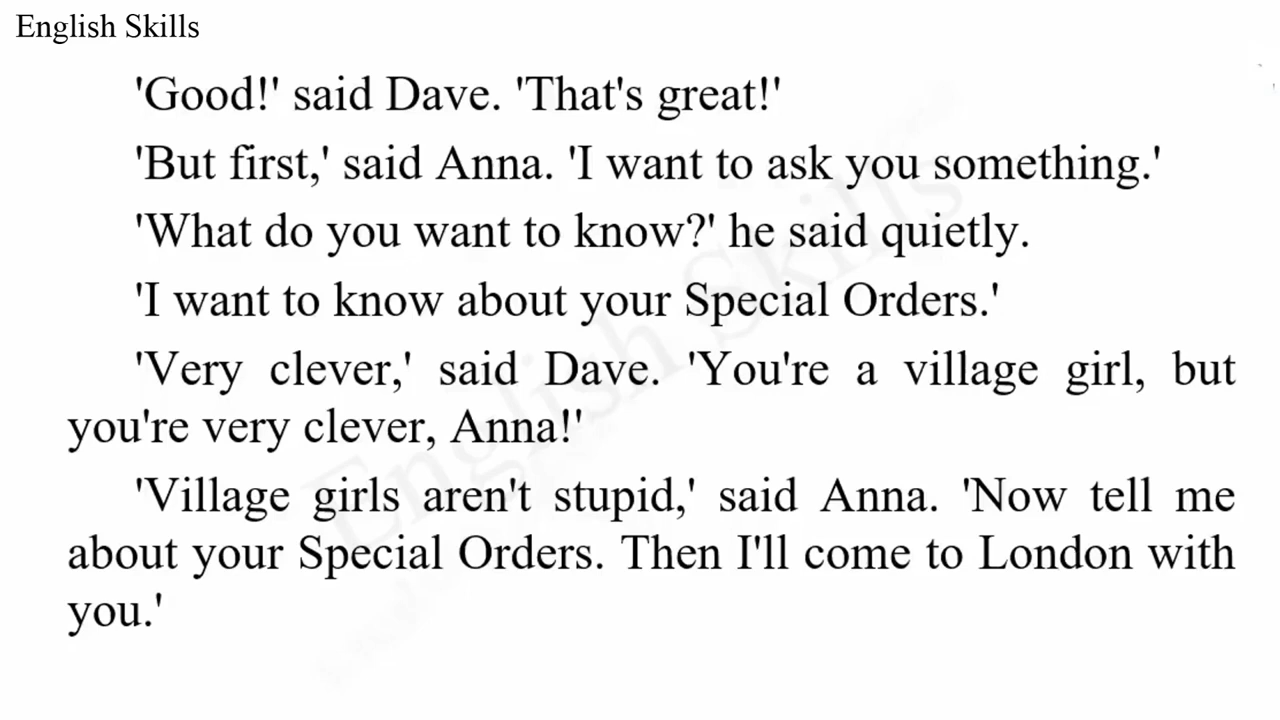 English Skills
'Good!' said Dave. 'That's great!'
'But first,' said Anna. 'I want to ask you something.'
'What do you want to know?' he said quietly.
'I want to know about your Special Orders.'
'Very clever,' said Dave. 'You're a village girl, but
you're very clever, Anna!'
'Village girls aren't stupid,' said Anna. 'Now tell me
about your Special Orders. Then I'll come to London with
you.'
English Skills